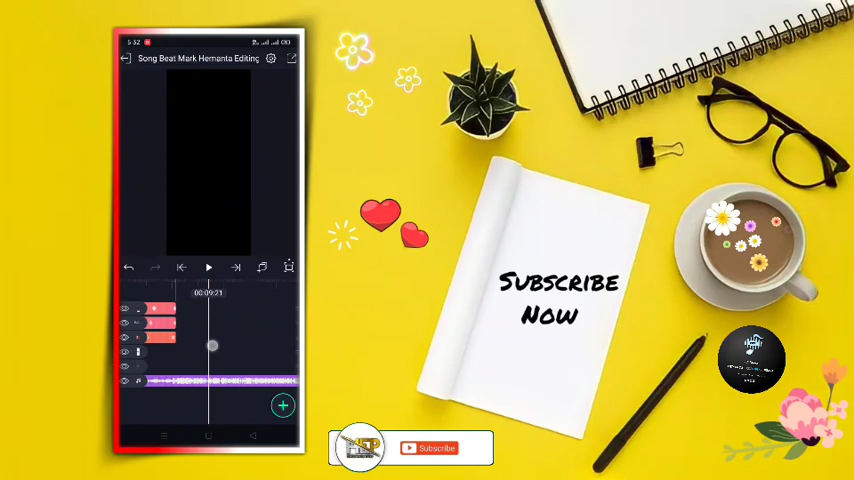 5:52
Song Beat Mark Hemanta Editing
00:09:21
SUBSCRIBE
NOW
Subscribe